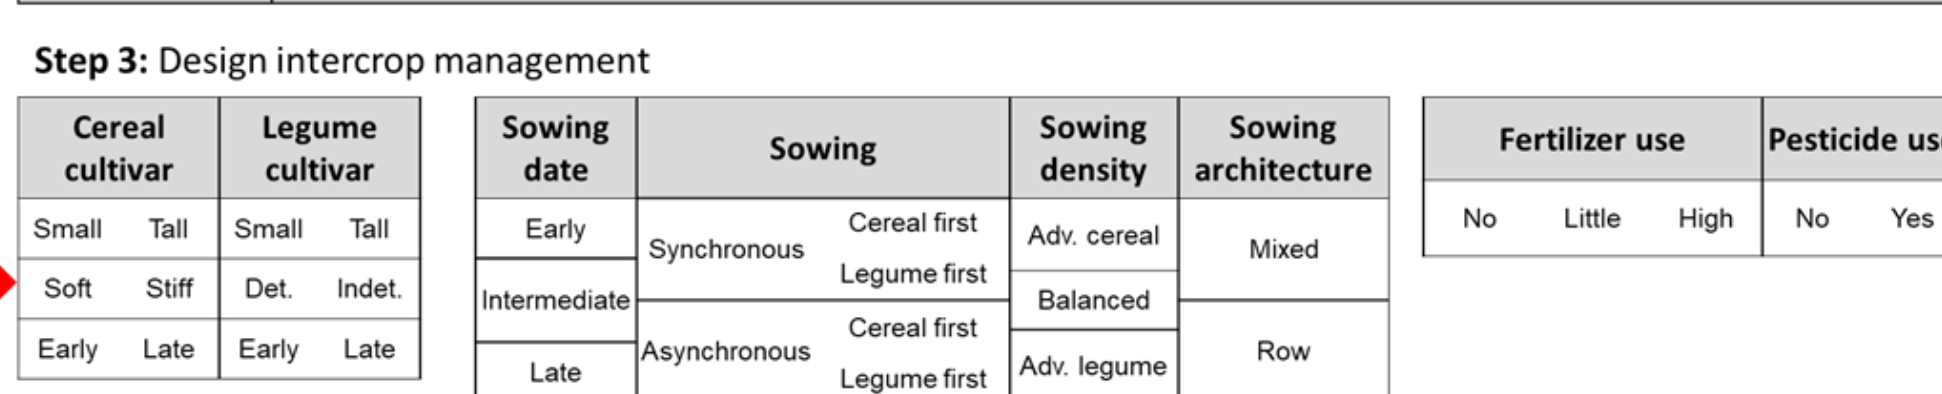 Step 3: Design intercrop management
Cereal cultivar
Legume cultivar
Small Tall Small Tall
Soft Stiff Det. Indet.
Early Late Early Late
Sowing date
Sowing
Sowing density
Sowing architecture
Early
Intermediate
Late
Synchronous
Cereal first
Legume first
Asynchronous
Cereal first
Legume first
Adv. cereal
Balanced
Adv. legume
Mixed
Row
Fertilizer use
Pesticide us
No Little High No Yes